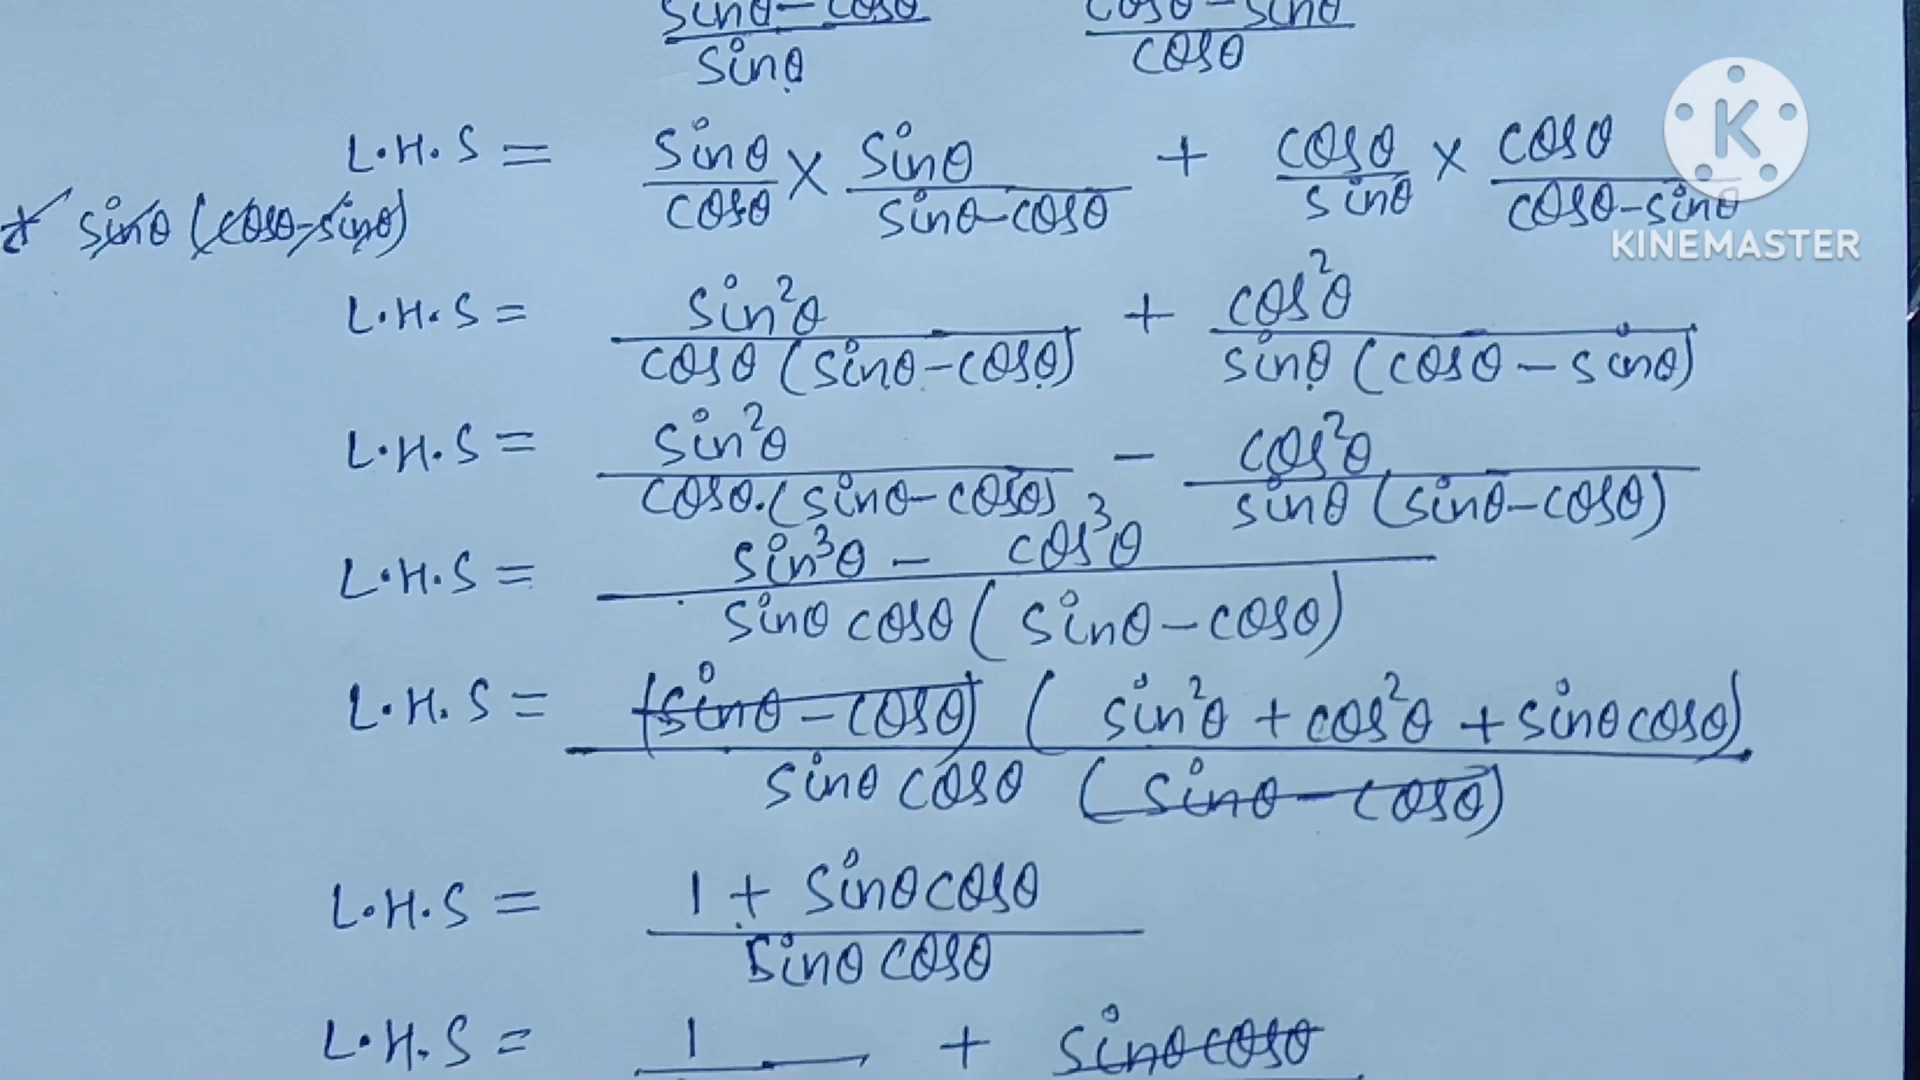 sinθ-cosθ / sinθ   cosθ-sinθ / cosθ
L.H.S = sinθ/cosθ × sinθ/(sinθ-cosθ) + cosθ/sinθ × cosθ/(cosθ-sinθ)
sinθ (cosθ-sinθ)
K
KINEMASTER
L.H.S = sin²θ / cosθ (sinθ-cosθ) + cos²θ / sinθ (cosθ-sinθ)
L.H.S = sin²θ / cosθ.(sinθ-cosθ) - cos²θ / sinθ (sinθ-cosθ)
L.H.S = sin³θ - cos³θ / sinθ cosθ (sinθ-cosθ)
L.H.S = (sinθ-cosθ) (sin²θ + cos²θ + sinθcosθ) / sinθ cosθ (sinθ-cosθ)
L.H.S = 1 + sinθcosθ / sinθ cosθ
L.H.S = 1 + sinθcosθ